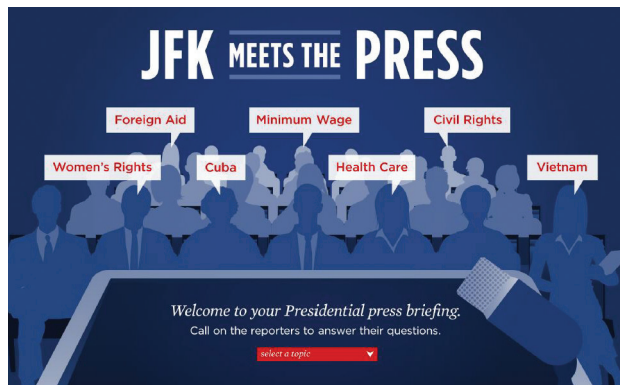 JFK MEETS THE PRESS
Foreign Aid
Minimum Wage
Civil Rights
Women's Rights
Cuba
Health Care
Vietnam
Welcome to your Presidential press briefing.
Call on the reporters to answer their questions.
select a topic